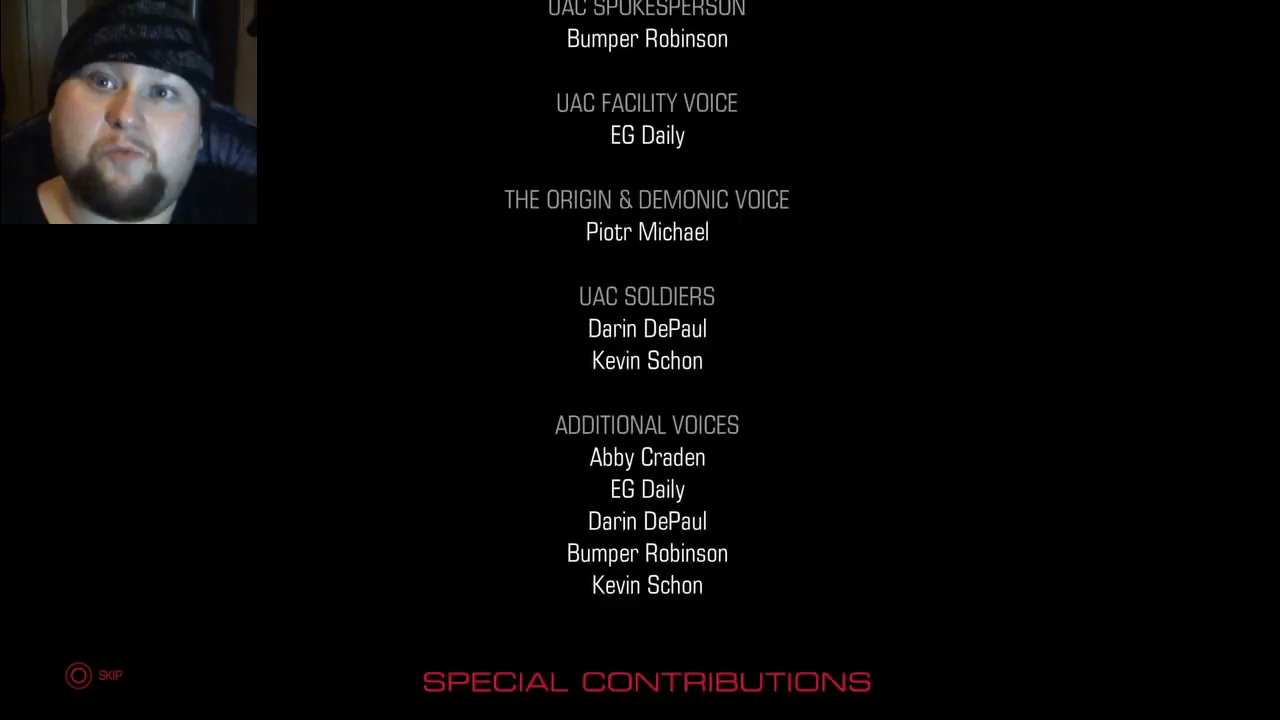 UAC SPOKESPERSON
Bumper Robinson
UAC FACILITY VOICE
EG Daily
THE ORIGIN & DEMONIC VOICE
Piotr Michael
UAC SOLDIERS
Darin DePaul
Kevin Schon
ADDITIONAL VOICES
Abby Craden
EG Daily
Darin DePaul
Bumper Robinson
Kevin Schon
SKIP
SPECIAL CONTRIBUTIONS